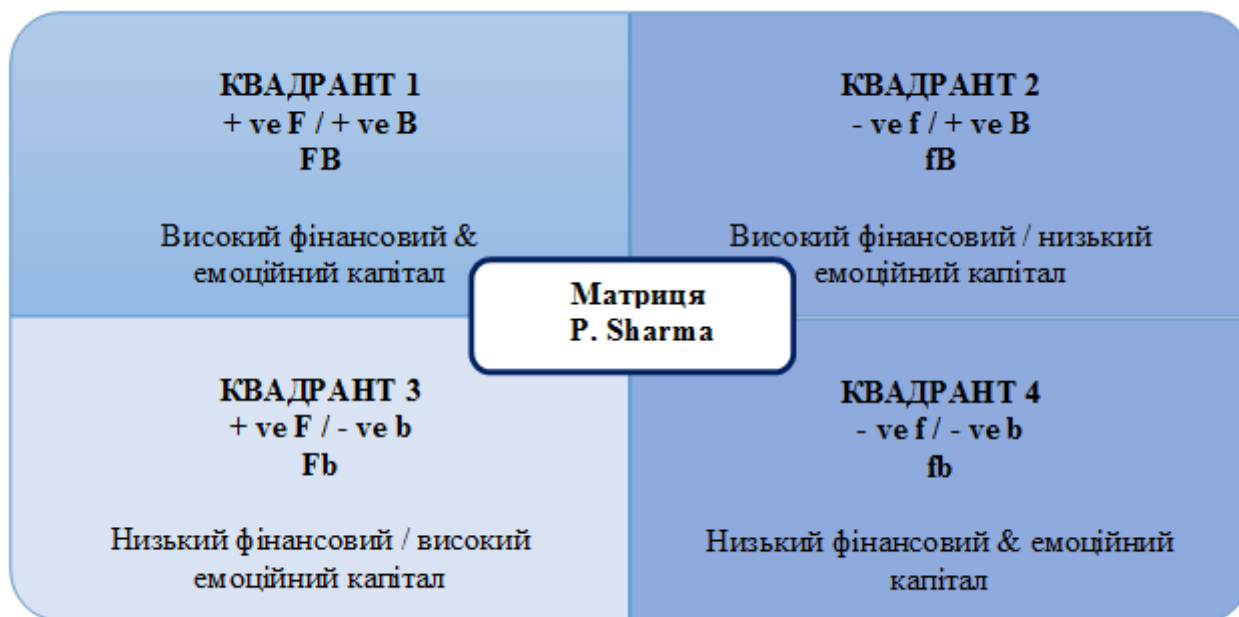 КВАДРАНТ 1
+ ve F / + ve B
FB
Високий фінансовий &
емоційний капітал
КВАДРАНТ 2
- ve f / + ve B
fB
Високий фінансовий / низький
емоційний капітал
Матриця
P. Sharma
КВАДРАНТ 3
+ ve F / - ve b
Fb
Низький фінансовий / високий
емоційний капітал
КВАДРАНТ 4
- ve f / - ve b
fb
Низький фінансовий & емоційний
капітал